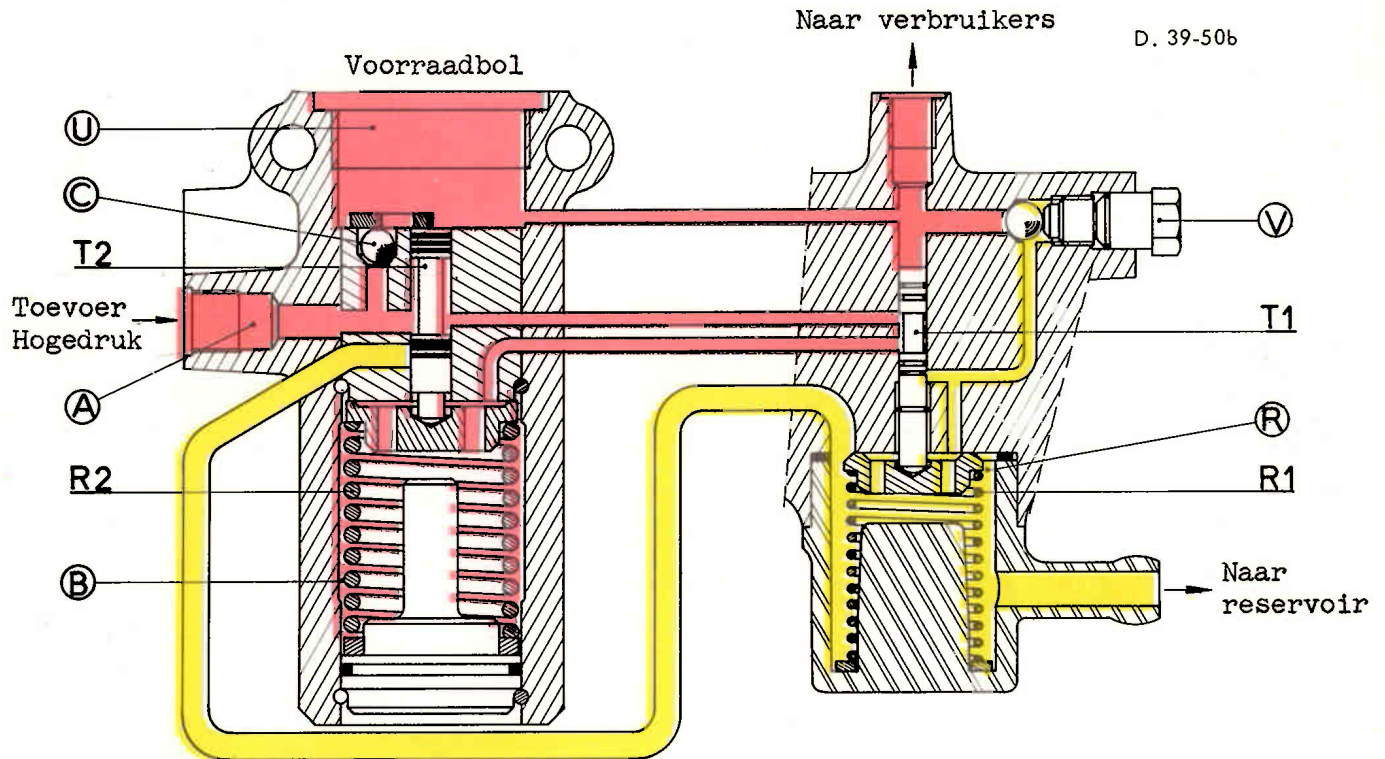 Naar verbruikers
D. 39-50b
Voorraadbol
U
C
T2
Toevoer
Hogedruk
A
R2
B
V
T1
R
R1
Naar
reservoir